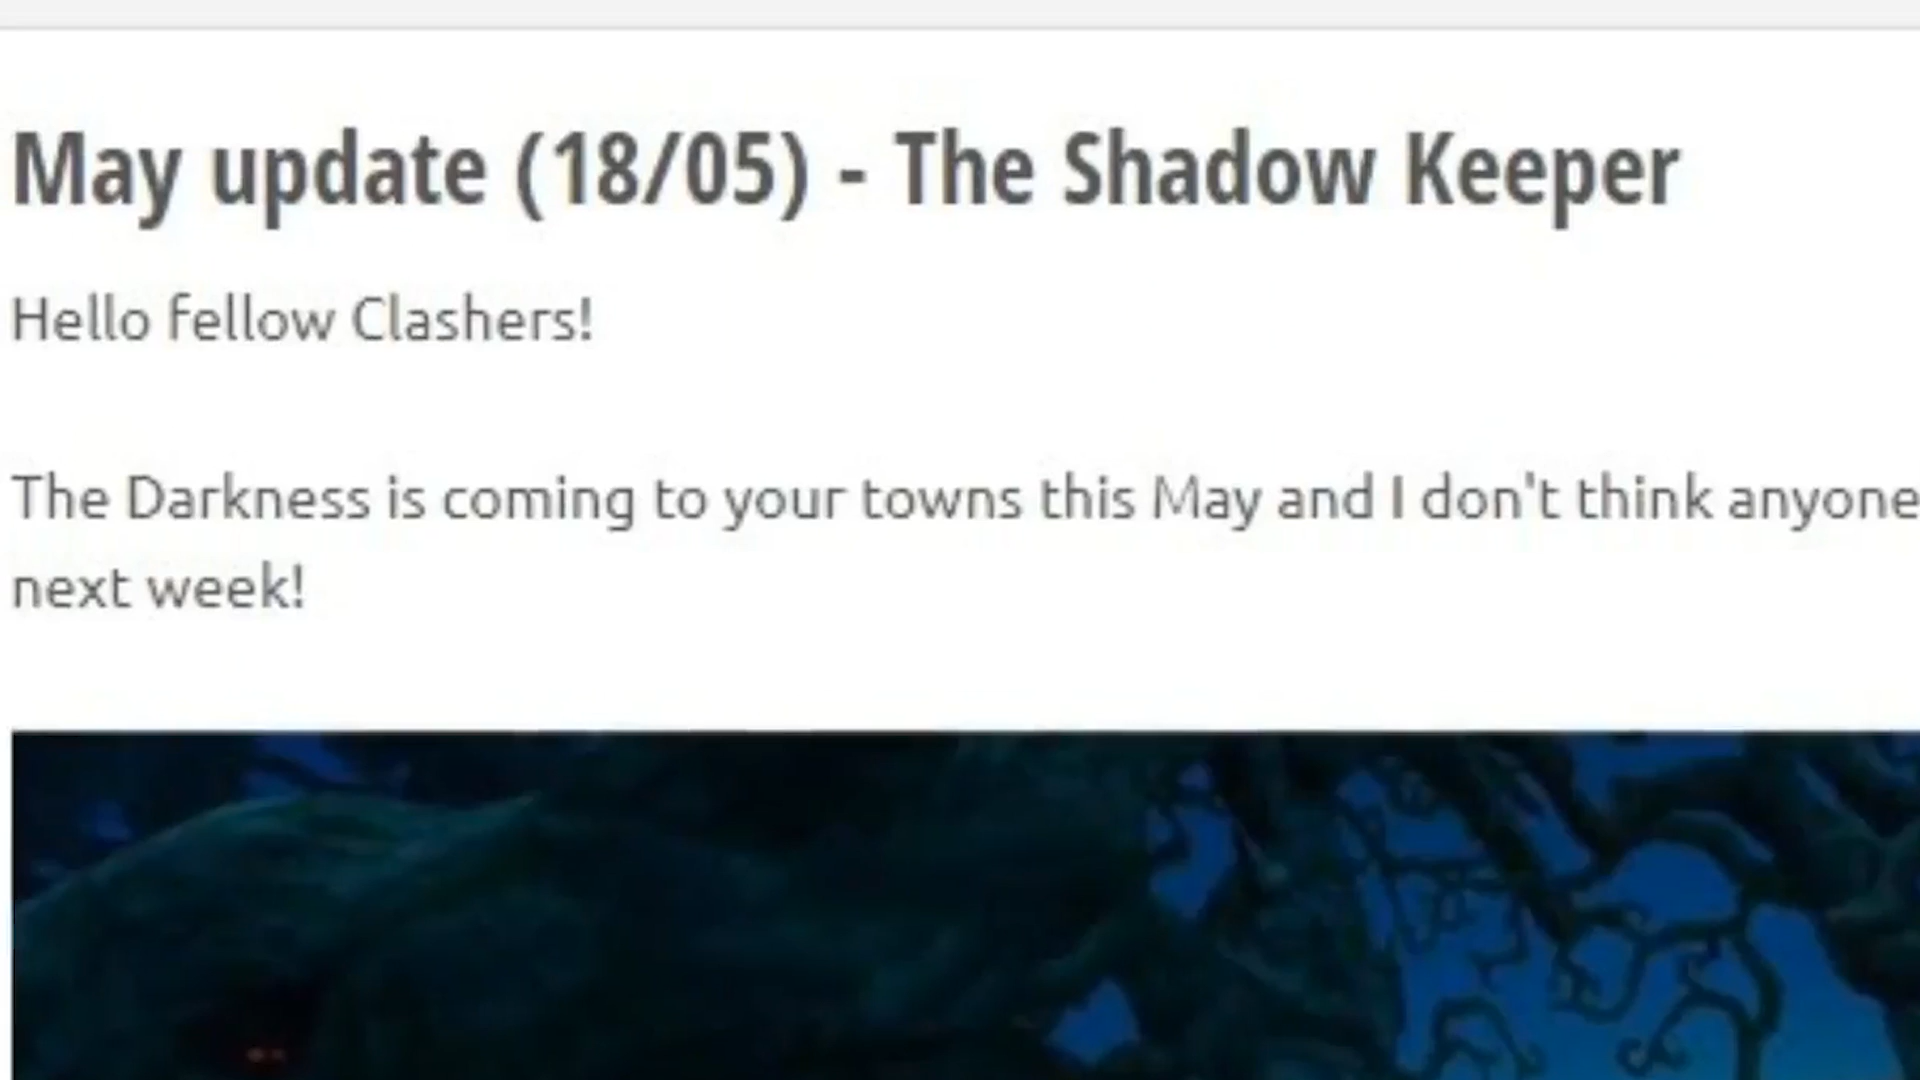 May update (18/05) - The Shadow Keeper
Hello fellow Clashers!
The Darkness is coming to your towns this May and I don't think anyone
next week!